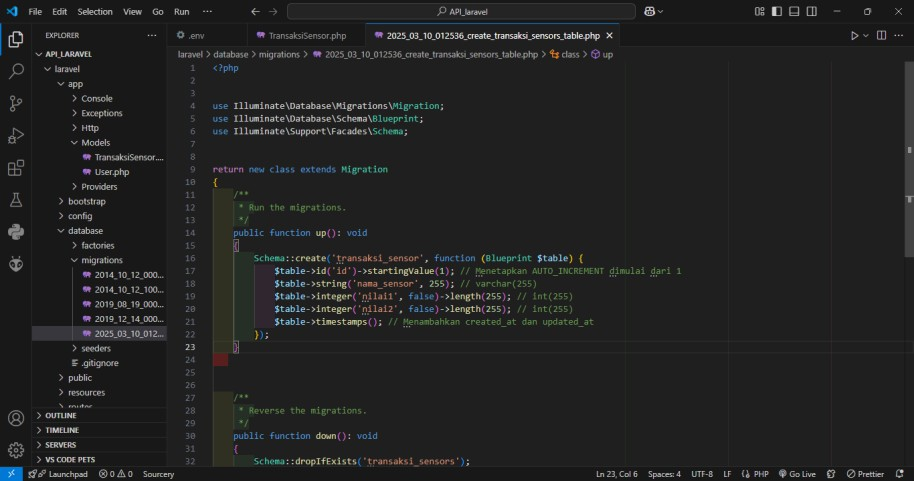 File Edit Selection View Go Run ···
API_laravel
EXPLORER ···
.env
TransaksiSensor.php
2025_03_10_012536_create_transaksi_sensors_table.php
laravel > database > migrations > 2025_03_10_012536_create_transaksi_sensors_table.php > class > up
API_LARAVEL
laravel
app
Console
Exceptions
Http
Models
TransaksiSensor....
User.php
Providers
bootstrap
config
database
factories
migrations
2014_10_12_000...
2014_10_12_100...
2019_08_19_000...
2019_12_14_000...
2025_03_10_012...
seeders
.gitignore
public
resources
routes
OUTLINE
TIMELINE
SERVERS
VS CODE PETS
1 <?php
2
3
4 use Illuminate\Database\Migrations\Migration;
5 use Illuminate\Database\Schema\Blueprint;
6 use Illuminate\Support\Facades\Schema;
7
8
9 return new class extends Migration
10 {
11 /**
12 * Run the migrations.
13 */
14 public function up(): void
15 {
16 Schema::create('transaksi_sensor', function (Blueprint $table) {
17 $table->id('id')->startingValue(1); // Menetapkan AUTO_INCREMENT dimulai dari 1
18 $table->string('nama_sensor', 255); // varchar(255)
19 $table->integer('nilai1', false)->length(255); // int(255)
20 $table->integer('nilai2', false)->length(255); // int(255)
21 $table->timestamps(); // Menambahkan created_at dan updated_at
22 });
23 }
24
25
26
27 /**
28 * Reverse the migrations.
29 */
30 public function down(): void
31 {
32 Schema::dropIfExists('transaksi_sensors');
Launchpad 0 0 Sourcery
Ln 23, Col 6 Spaces: 4 UTF-8 LF {} PHP Go Live Prettier